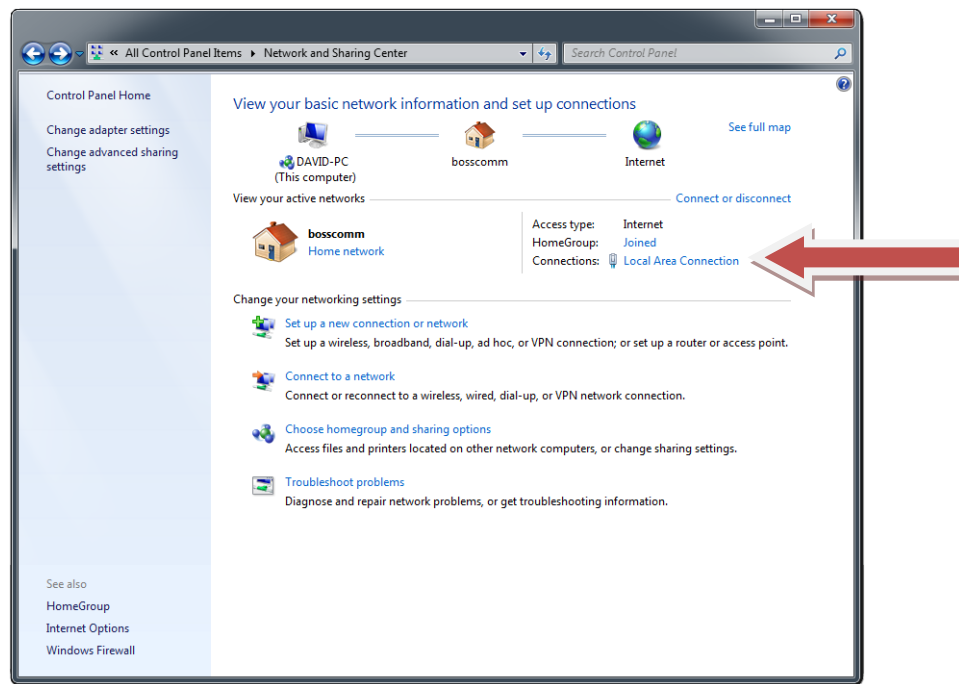 « All Control Panel Items ▸ Network and Sharing Center
Search Control Panel
Control Panel Home
Change adapter settings
Change advanced sharing
settings
View your basic network information and set up connections
See full map
DAVID-PC
(This computer)
bosscomm
Internet
View your active networks
Connect or disconnect
bosscomm
Home network
Access type: Internet
HomeGroup: Joined
Connections: Local Area Connection
Change your networking settings
Set up a new connection or network
Set up a wireless, broadband, dial-up, ad hoc, or VPN connection; or set up a router or access point.
Connect to a network
Connect or reconnect to a wireless, wired, dial-up, or VPN network connection.
Choose homegroup and sharing options
Access files and printers located on other network computers, or change sharing settings.
Troubleshoot problems
Diagnose and repair network problems, or get troubleshooting information.
See also
HomeGroup
Internet Options
Windows Firewall